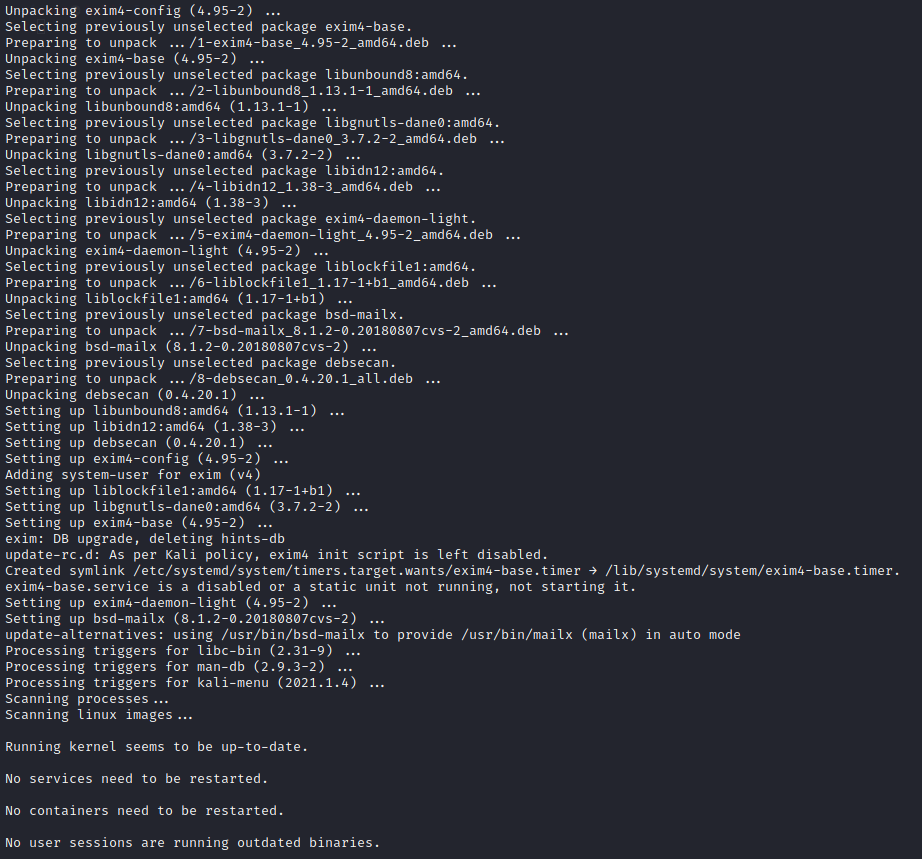 Unpacking exim4-config (4.95-2) ...
Selecting previously unselected package exim4-base.
Preparing to unpack .../1-exim4-base_4.95-2_amd64.deb ...
Unpacking exim4-base (4.95-2) ...
Selecting previously unselected package libunbound8:amd64.
Preparing to unpack .../2-libunbound8_1.13.1-1_amd64.deb ...
Unpacking libunbound8:amd64 (1.13.1-1) ...
Selecting previously unselected package libgnutls-dane0:amd64.
Preparing to unpack .../3-libgnutls-dane0_3.7.2-2_amd64.deb ...
Unpacking libgnutls-dane0:amd64 (3.7.2-2) ...
Selecting previously unselected package libidn12:amd64.
Preparing to unpack .../4-libidn12_1.38-3_amd64.deb ...
Unpacking libidn12:amd64 (1.38-3) ...
Selecting previously unselected package exim4-daemon-light.
Preparing to unpack .../5-exim4-daemon-light_4.95-2_amd64.deb ...
Unpacking exim4-daemon-light (4.95-2) ...
Selecting previously unselected package liblockfile1:amd64.
Preparing to unpack .../6-liblockfile1_1.17-1+b1_amd64.deb ...
Unpacking liblockfile1:amd64 (1.17-1+b1) ...
Selecting previously unselected package bsd-mailx.
Preparing to unpack .../7-bsd-mailx_8.1.2-0.20180807cvs-2_amd64.deb ...
Unpacking bsd-mailx (8.1.2-0.20180807cvs-2) ...
Selecting previously unselected package debsecan.
Preparing to unpack .../8-debsecan_0.4.20.1_all.deb ...
Unpacking debsecan (0.4.20.1) ...
Setting up libunbound8:amd64 (1.13.1-1) ...
Setting up libidn12:amd64 (1.38-3) ...
Setting up debsecan (0.4.20.1) ...
Setting up exim4-config (4.95-2) ...
Adding system-user for exim (v4)
Setting up liblockfile1:amd64 (1.17-1+b1) ...
Setting up libgnutls-dane0:amd64 (3.7.2-2) ...
Setting up exim4-base (4.95-2) ...
exim: DB upgrade, deleting hints-db
update-rc.d: As per Kali policy, exim4 init script is left disabled.
Created symlink /etc/systemd/system/timers.target.wants/exim4-base.timer → /lib/systemd/system/exim4-base.timer.
exim4-base.service is a disabled or a static unit not running, not starting it.
Setting up exim4-daemon-light (4.95-2) ...
Setting up bsd-mailx (8.1.2-0.20180807cvs-2) ...
update-alternatives: using /usr/bin/bsd-mailx to provide /usr/bin/mailx (mailx) in auto mode
Processing triggers for libc-bin (2.31-9) ...
Processing triggers for man-db (2.9.3-2) ...
Processing triggers for kali-menu (2021.1.4) ...
Scanning processes...
Scanning linux images...
Running kernel seems to be up-to-date.
No services need to be restarted.
No containers need to be restarted.
No user sessions are running outdated binaries.